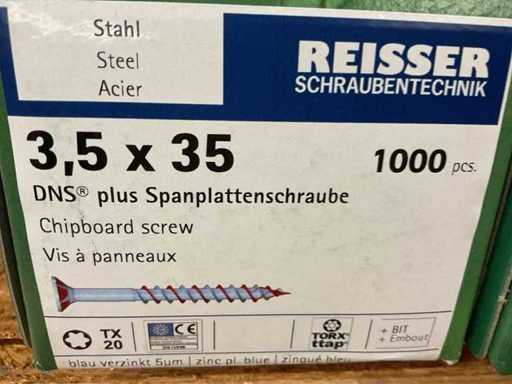 Stahl
Steel
Acier
REISSER
SCHRAUBENTECHNIK
3,5 x 35
1000 pcs.
DNS® plus Spanplattenschraube
Chipboard screw
Vis à panneaux
TX
20
CE
TORX
ttap
+ BIT
+ Embout
blau verzinkt 5µm | zinc pl. blue | zingué bleu